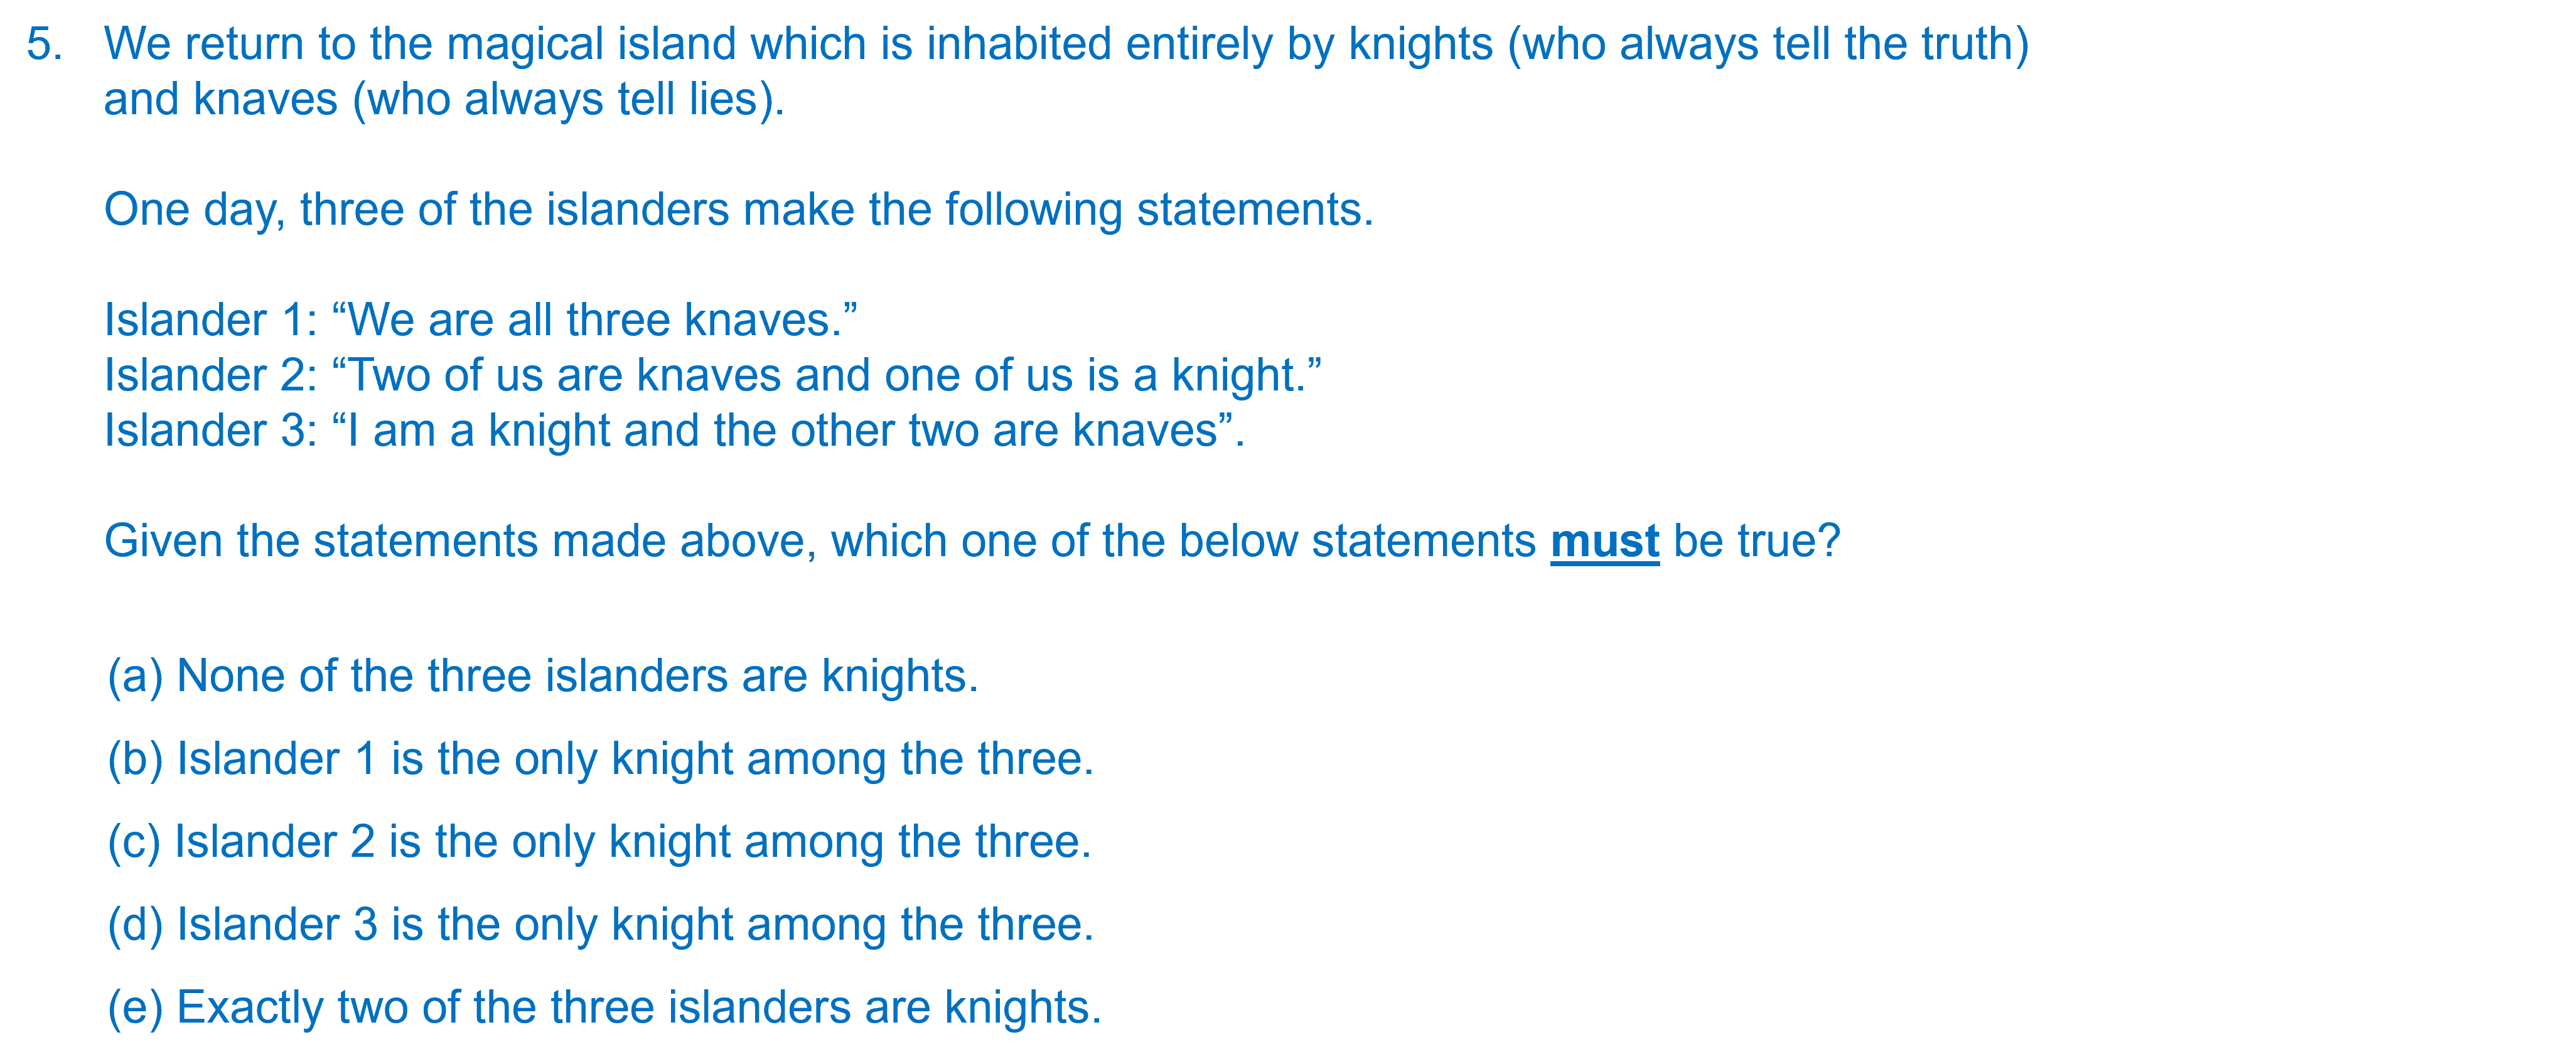 5. We return to the magical island which is inhabited entirely by knights (who always tell the truth)
and knaves (who always tell lies).
One day, three of the islanders make the following statements.
Islander 1: “We are all three knaves.”
Islander 2: “Two of us are knaves and one of us is a knight.”
Islander 3: “I am a knight and the other two are knaves”.
Given the statements made above, which one of the below statements must be true?
(a) None of the three islanders are knights.
(b) Islander 1 is the only knight among the three.
(c) Islander 2 is the only knight among the three.
(d) Islander 3 is the only knight among the three.
(e) Exactly two of the three islanders are knights.